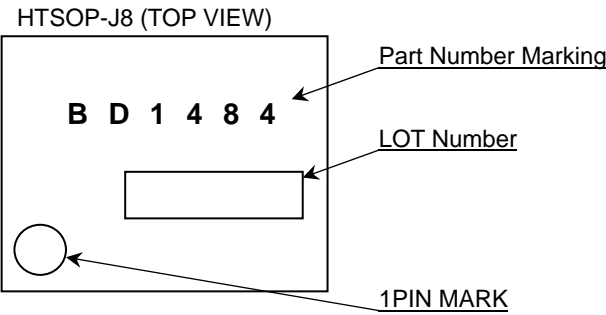 HTSOP-J8 (TOP VIEW)
Part Number Marking
B D 1 4 8 4
LOT Number
1PIN MARK